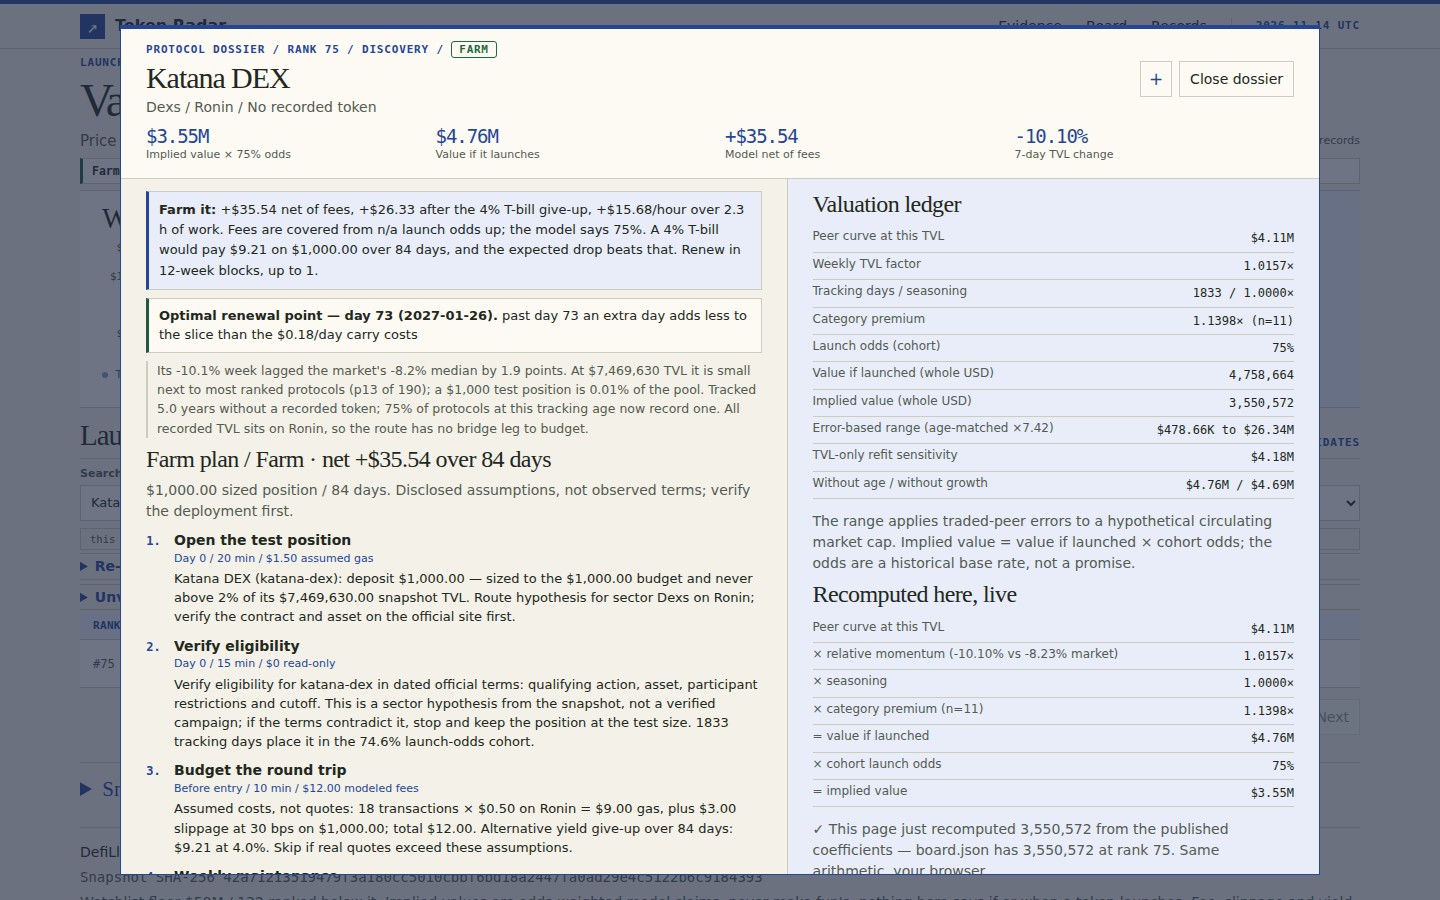 Token Radar
Evidence Board Records 2026-11-14 UTC
PROTOCOL DOSSIER / RANK 75 / DISCOVERY / FARM
Katana DEX
Dexs / Ronin / No recorded token
+ Close dossier
$3.55M
Implied value × 75% odds
$4.76M
Value if it launches
+$35.54
Model net of fees
-10.10%
7-day TVL change
Price
records
Farm
Search
Kata
this
RANK
#75
Next
DefiLl
Farm it: +$35.54 net of fees, +$26.33 after the 4% T-bill give-up, +$15.68/hour over 2.3
h of work. Fees are covered from n/a launch odds up; the model says 75%. A 4% T-bill
would pay $9.21 on $1,000.00 over 84 days, and the expected drop beats that. Renew in
12-week blocks, up to 1.
Optimal renewal point — day 73 (2027-01-26). past day 73 an extra day adds less to
the slice than the $0.18/day carry costs
Its -10.1% week lagged the market's -8.2% median by 1.9 points. At $7,469,630 TVL it is small
next to most ranked protocols (p13 of 190); a $1,000 test position is 0.01% of the pool. Tracked
5.0 years without a recorded token; 75% of protocols at this tracking age now record one. All
recorded TVL sits on Ronin, so the route has no bridge leg to budget.
Farm plan / Farm · net +$35.54 over 84 days
$1,000.00 sized position / 84 days. Disclosed assumptions, not observed terms; verify
the deployment first.
1. Open the test position
Day 0 / 20 min / $1.50 assumed gas
Katana DEX (katana-dex): deposit $1,000.00 — sized to the $1,000.00 budget and never
above 2% of its $7,469,630.00 snapshot TVL. Route hypothesis for sector Dexs on Ronin;
verify the contract and asset on the official site first.
2. Verify eligibility
Day 0 / 15 min / $0 read-only
Verify eligibility for katana-dex in dated official terms: qualifying action, asset, participant
restrictions and cutoff. This is a sector hypothesis from the snapshot, not a verified
campaign; if the terms contradict it, stop and keep the position at the test size. 1833
tracking days place it in the 74.6% launch-odds cohort.
3. Budget the round trip
Before entry / 10 min / $12.00 modeled fees
Assumed costs, not quotes: 18 transactions × $0.50 on Ronin = $9.00 gas, plus $3.00
slippage at 30 bps on $1,000.00; total $12.00. Alternative yield give-up over 84 days:
$9.21 at 4.0%. Skip if real quotes exceed these assumptions.
Valuation ledger
Peer curve at this TVL $4.11M
Weekly TVL factor 1.0157×
Tracking days / seasoning 1833 / 1.0000×
Category premium 1.1398× (n=11)
Launch odds (cohort) 75%
Value if launched (whole USD) 4,758,664
Implied value (whole USD) 3,550,572
Error-based range (age-matched ×7.42) $478.66K to $26.34M
TVL-only refit sensitivity $4.18M
Without age / without growth $4.76M / $4.69M
The range applies traded-peer errors to a hypothetical circulating
market cap. Implied value = value if launched × cohort odds; the
odds are a historical base rate, not a promise.
Recomputed here, live
Peer curve at this TVL $4.11M
× relative momentum (-10.10% vs -8.23% market) 1.0157×
× seasoning 1.0000×
× category premium (n=11) 1.1398×
= value if launched $4.76M
× cohort launch odds 75%
= implied value $3.55M
✓ This page just recomputed 3,550,572 from the published
coefficients — board.json has 3,550,572 at rank 75. Same
arithmetic, your browser.